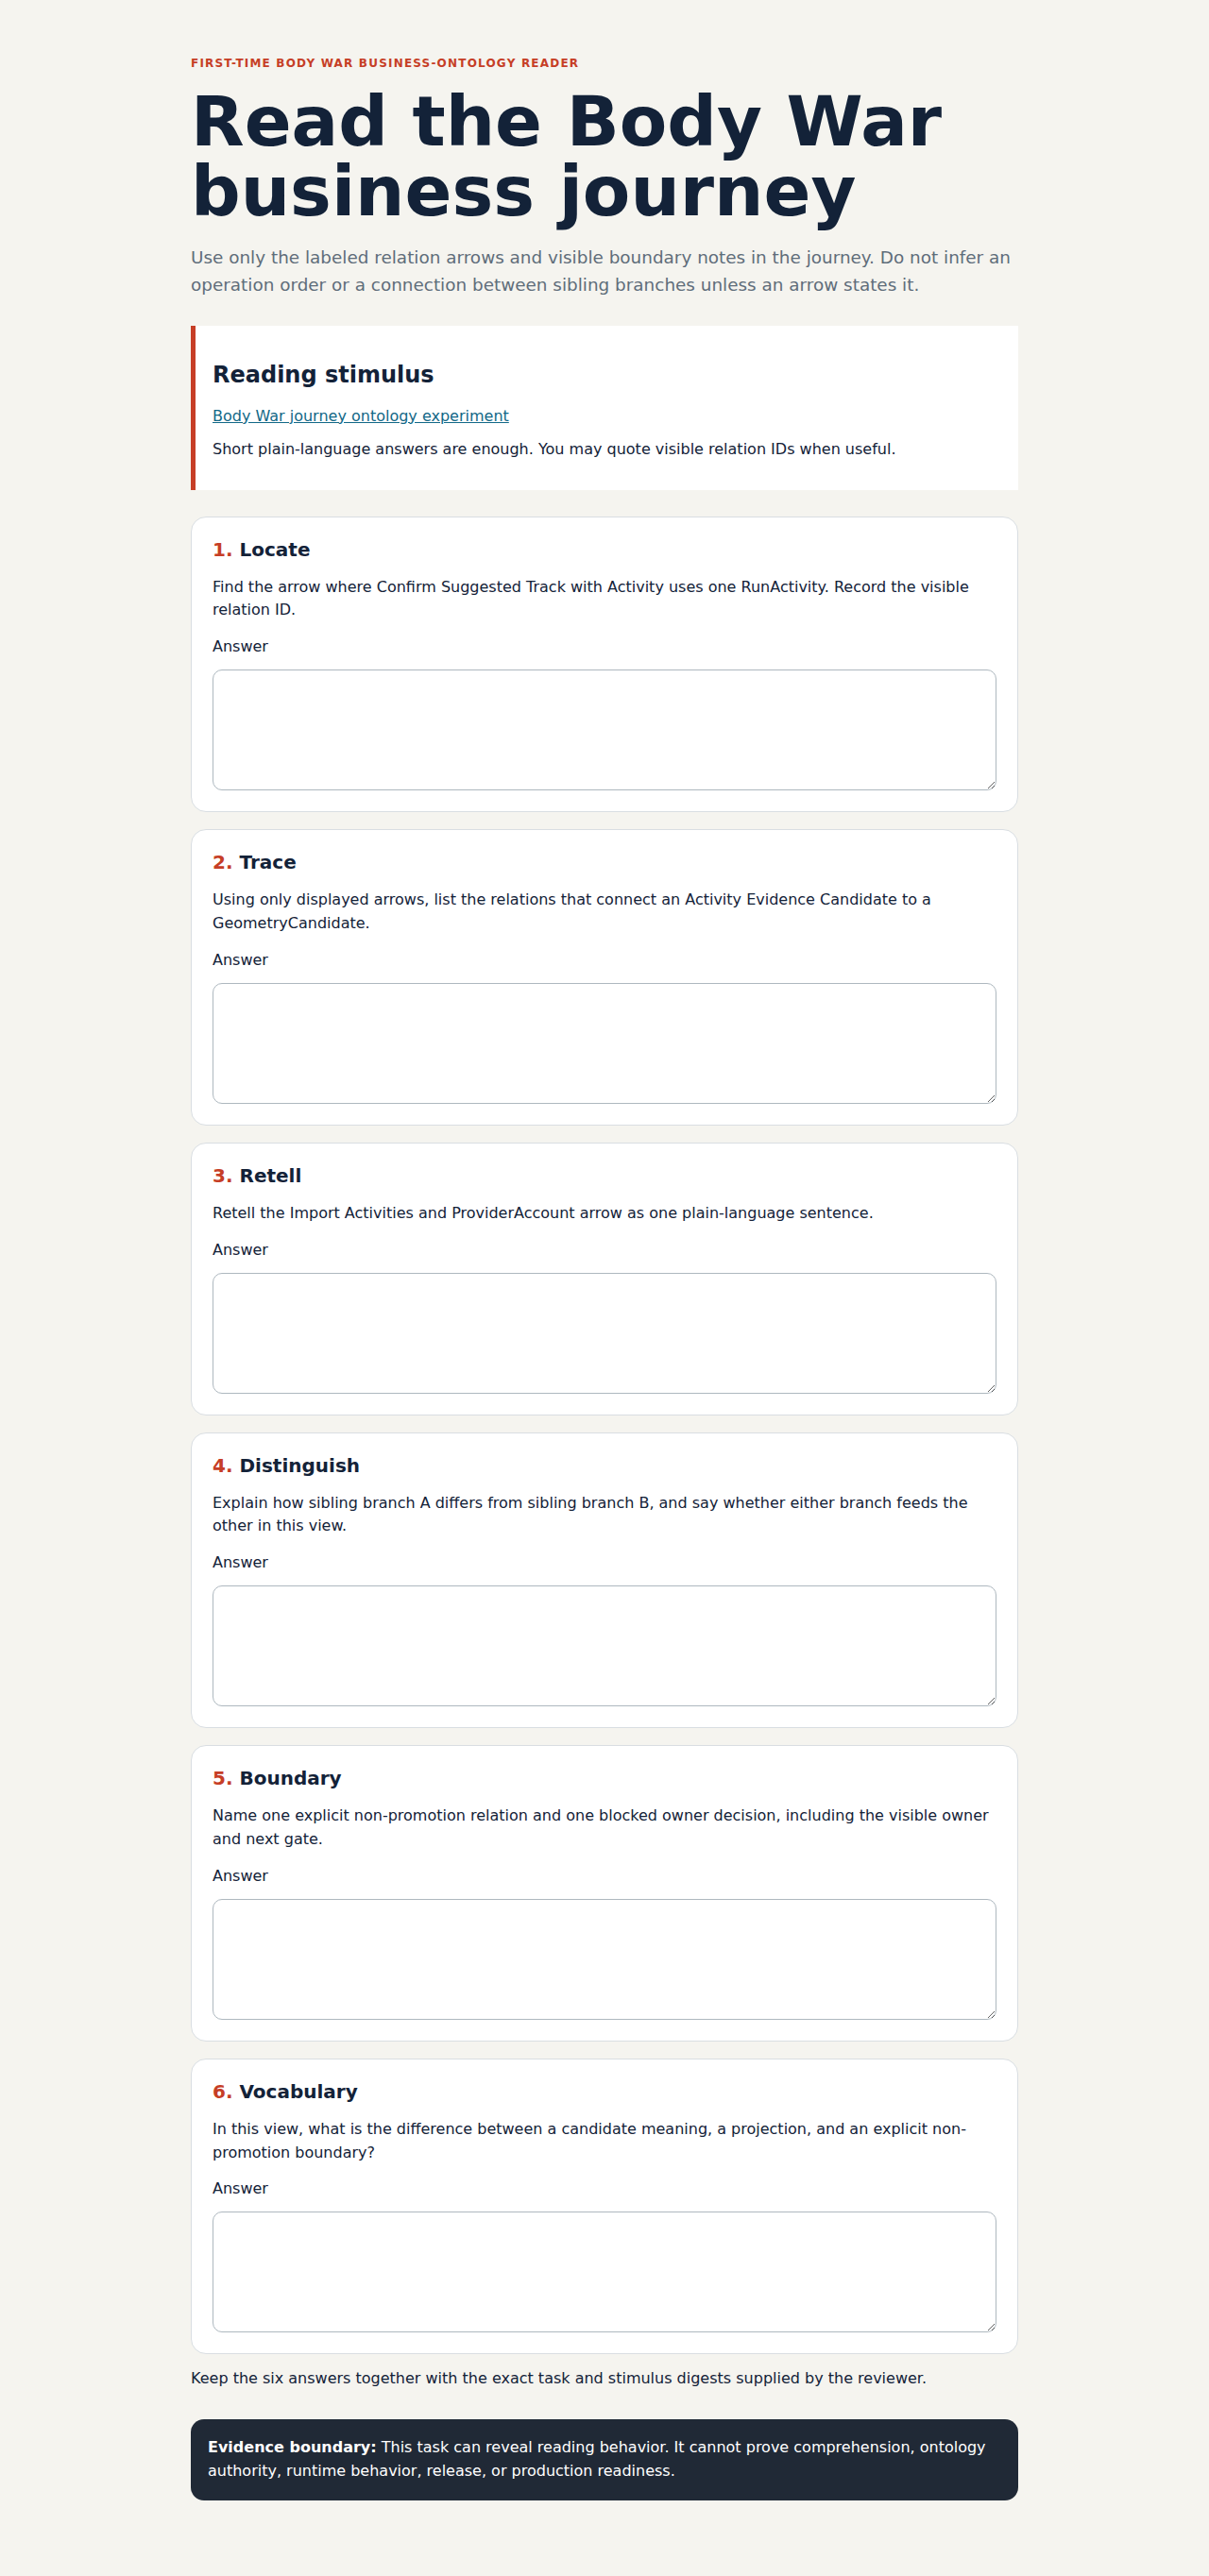 FIRST-TIME BODY WAR BUSINESS-ONTOLOGY READER
Read the Body War
business journey
Use only the labeled relation arrows and visible boundary notes in the journey. Do not infer an
operation order or a connection between sibling branches unless an arrow states it.
Reading stimulus
Body War journey ontology experiment
Short plain-language answers are enough. You may quote visible relation IDs when useful.
1. Locate
Find the arrow where Confirm Suggested Track with Activity uses one RunActivity. Record the visible
relation ID.
Answer
2. Trace
Using only displayed arrows, list the relations that connect an Activity Evidence Candidate to a
GeometryCandidate.
Answer
3. Retell
Retell the Import Activities and ProviderAccount arrow as one plain-language sentence.
Answer
4. Distinguish
Explain how sibling branch A differs from sibling branch B, and say whether either branch feeds the
other in this view.
Answer
5. Boundary
Name one explicit non-promotion relation and one blocked owner decision, including the visible owner
and next gate.
Answer
6. Vocabulary
In this view, what is the difference between a candidate meaning, a projection, and an explicit non-
promotion boundary?
Answer
Keep the six answers together with the exact task and stimulus digests supplied by the reviewer.
Evidence boundary: This task can reveal reading behavior. It cannot prove comprehension, ontology
authority, runtime behavior, release, or production readiness.